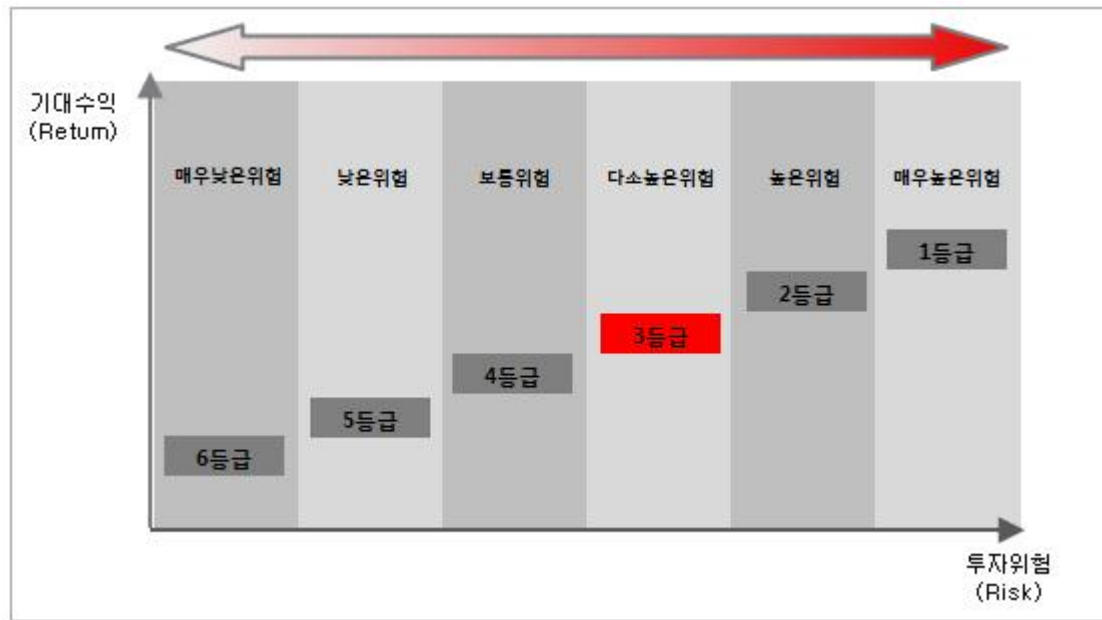 기대수익
(Return)
매우낮은위험
낮은위험
보통위험
다소높은위험
높은위험
매우높은위험
1등급
2등급
3등급
4등급
5등급
6등급
투자위험
(Risk)